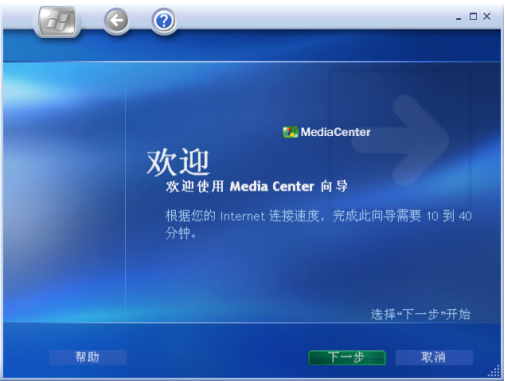 MediaCenter
欢迎
欢迎使用 Media Center 向导
根据您的 Internet 连接速度，完成此向导需要 10 到 40
分钟。
选择“下一步”开始
帮助
下一步
取消